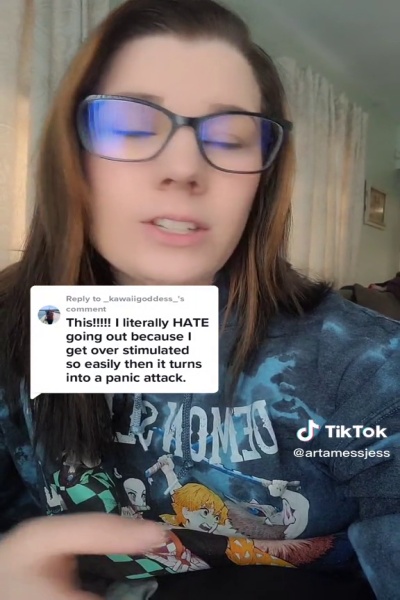 Reply to _kawaiigoddess_'s
comment
This!!!!! I literally HATE
going out because I
get over stimulated
so easily then it turns
into a panic attack.
DEMON SL
TikTok
@artamessjess